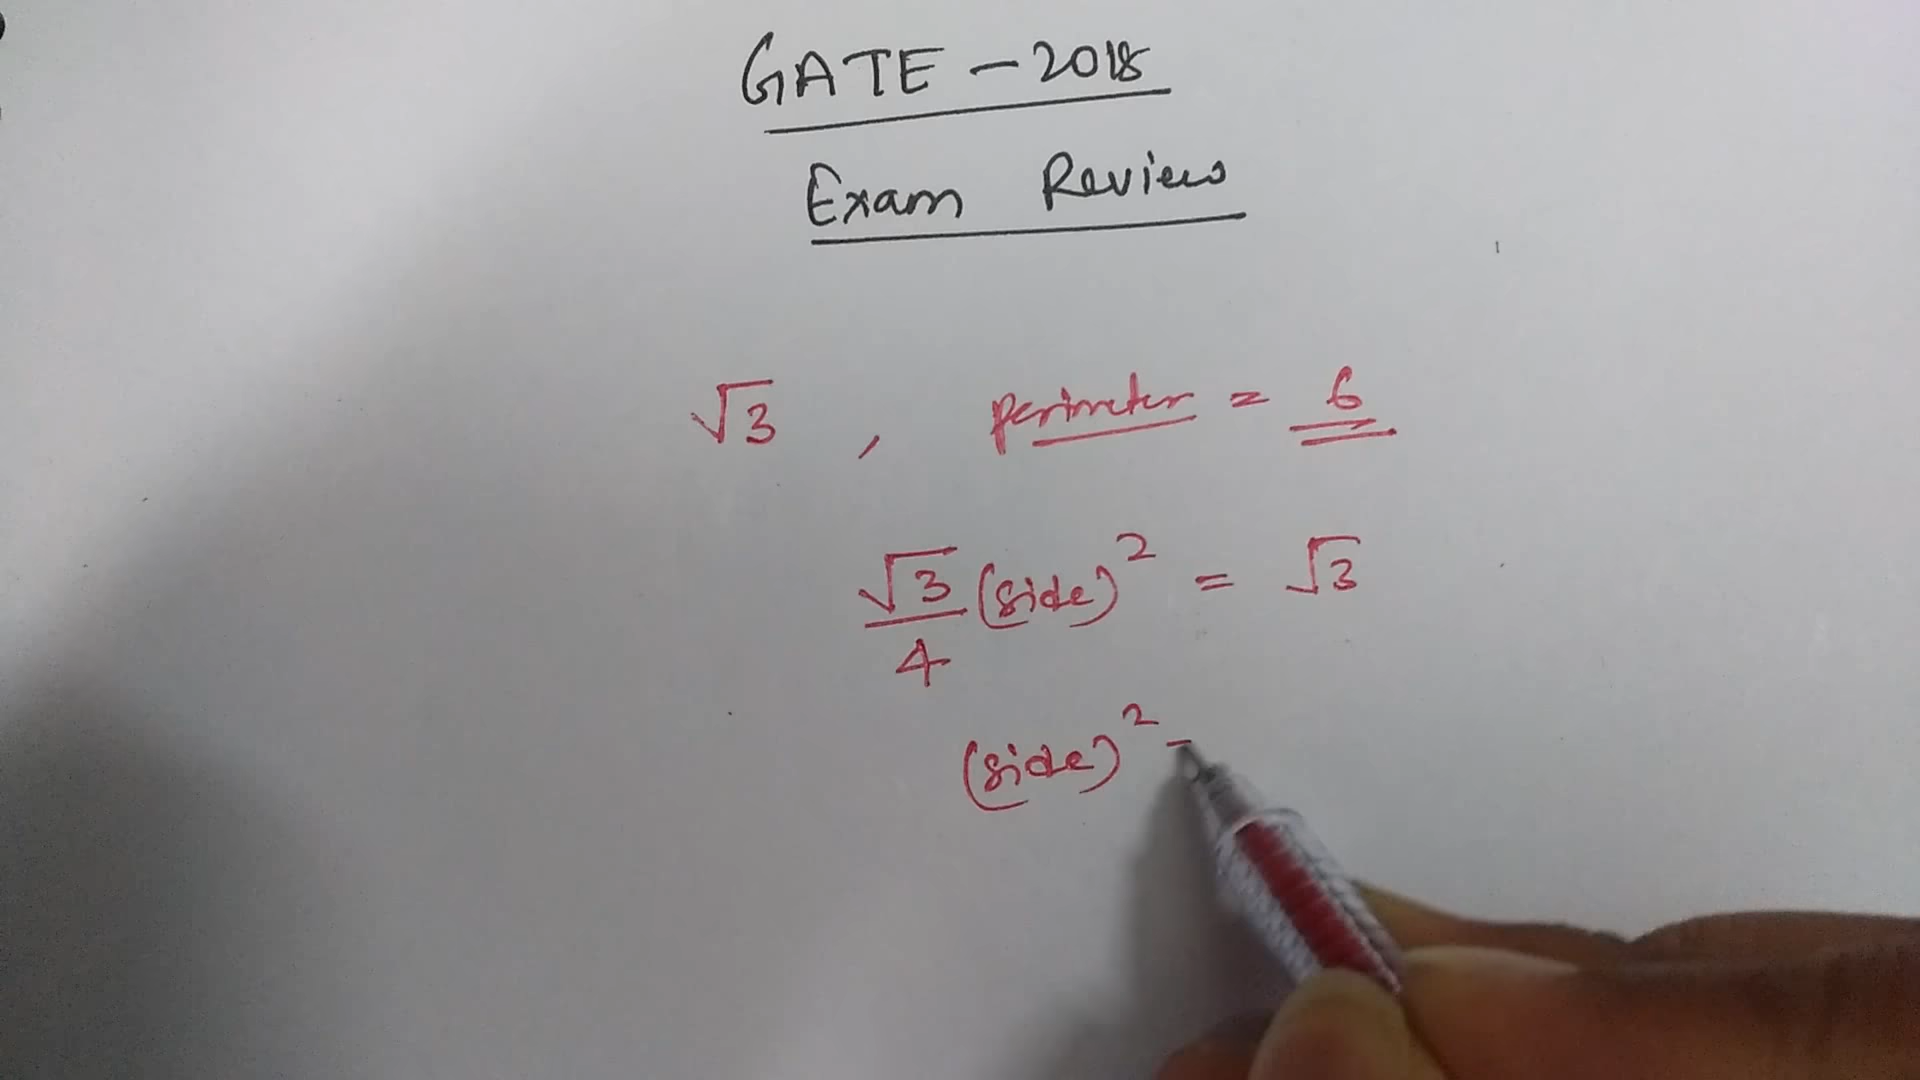 GATE - 2018
Exam Review
√3 , perimeter = 6
√3/4 (side)² = √3
(side)² -